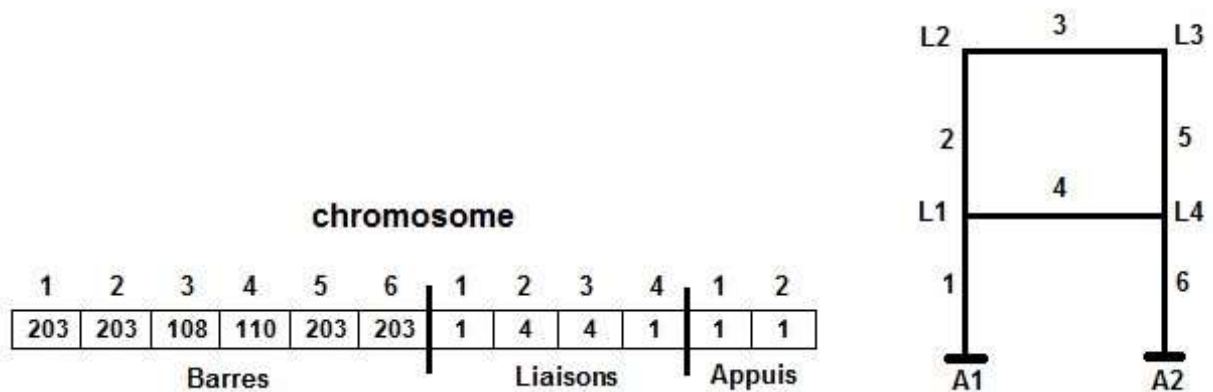 chromosome
1 2 3 4 5 6 1 2 3 4 1 2
203 203 108 110 203 203 1 4 4 1 1 1
Barres Liaisons Appuis
3
L2 L3
2 5
4
L1 L4
1 6
A1 A2